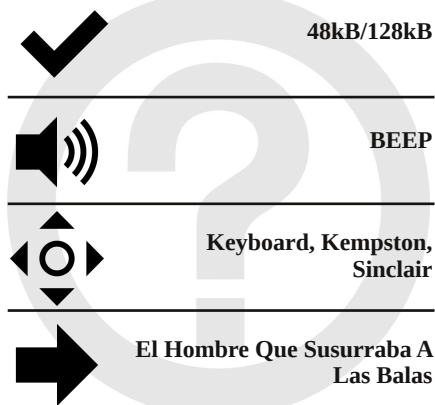 48kB/128kB
BEEP
Keyboard, Kempston,
Sinclair
El Hombre Que Susurraba A
Las Balas